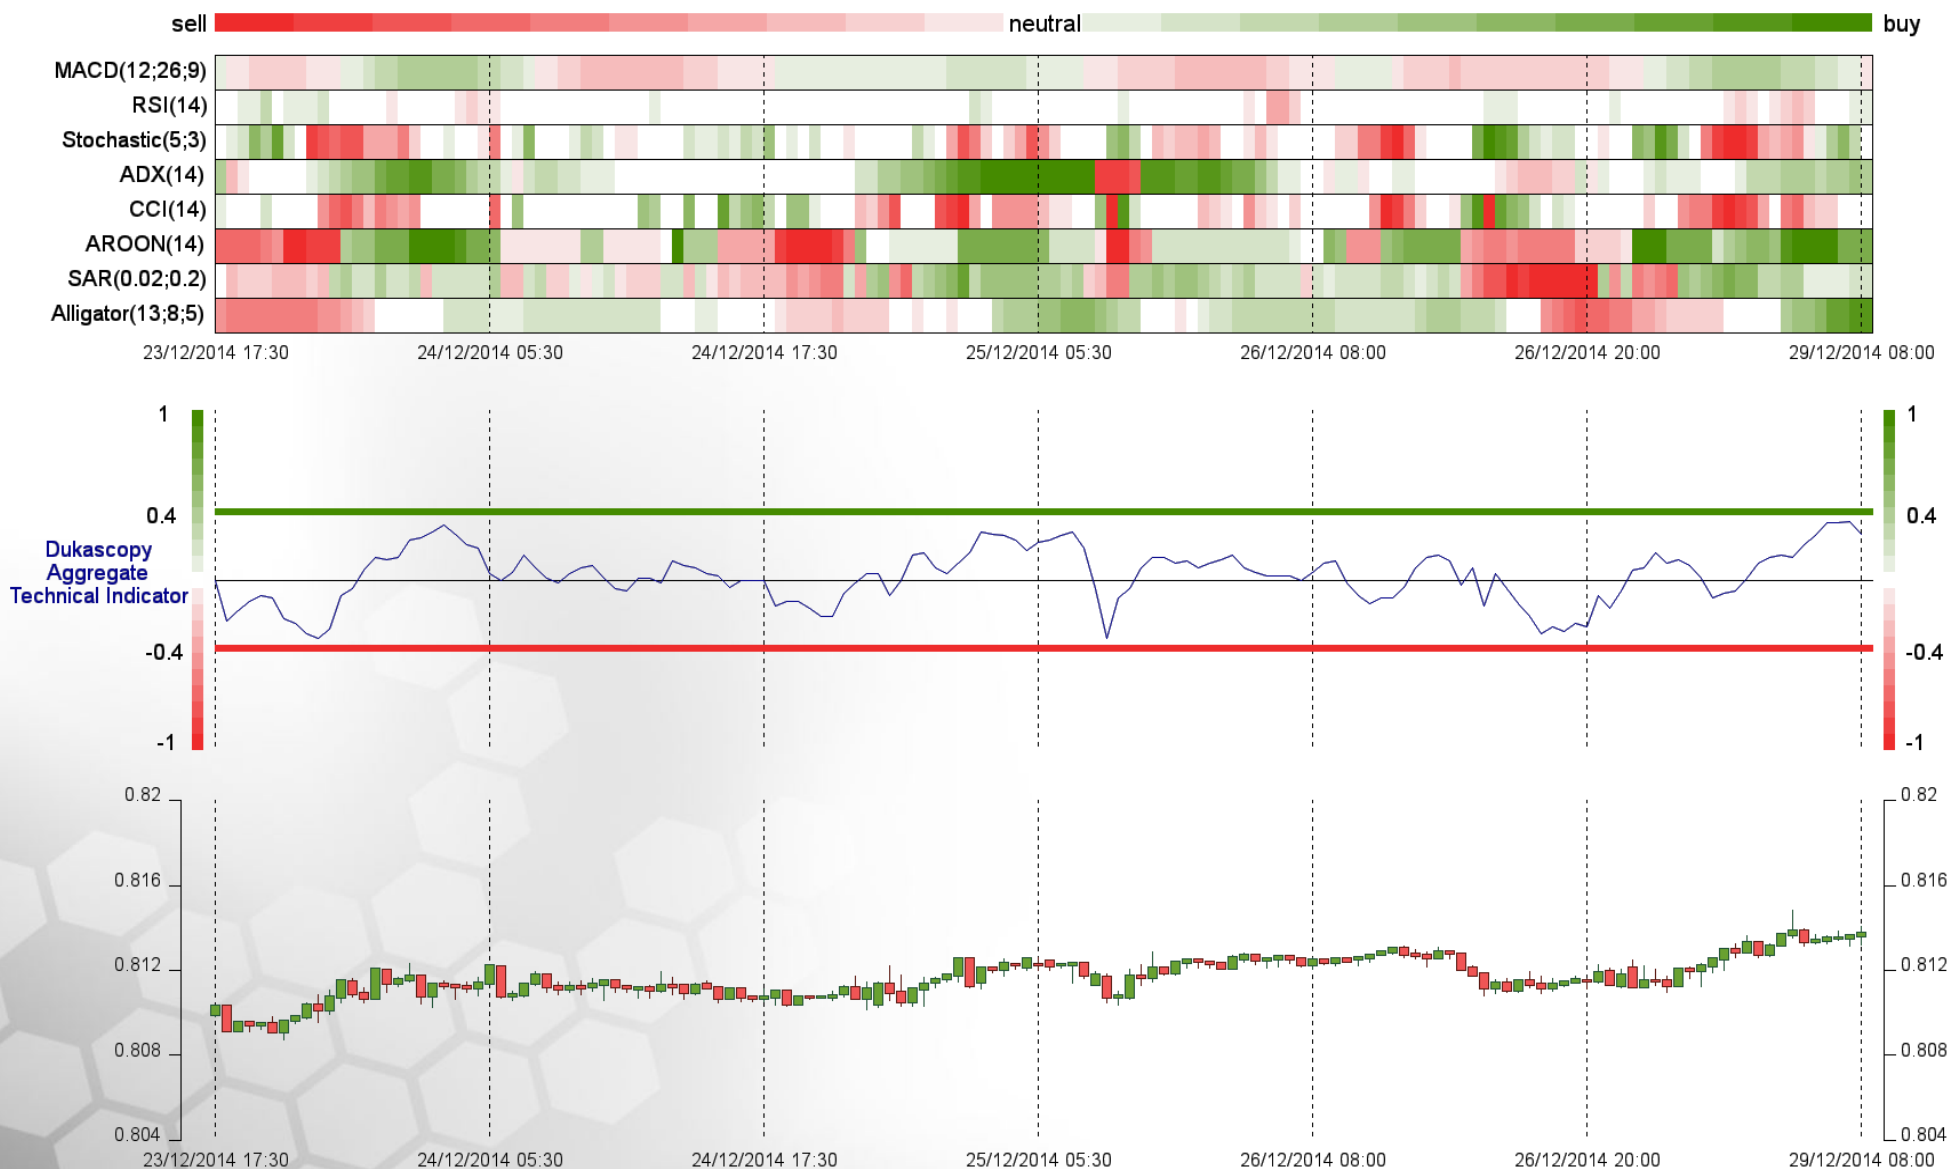 sell neutral buy
MACD(12;26;9)
RSI(14)
Stochastic(5;3)
ADX(14)
CCI(14)
AROON(14)
SAR(0.02;0.2)
Alligator(13;8;5)
23/12/2014 17:30 24/12/2014 05:30 24/12/2014 17:30 25/12/2014 05:30 26/12/2014 08:00 26/12/2014 20:00 29/12/2014 08:00
1 1
0.4 0.4
Dukascopy
Aggregate
Technical Indicator
-0.4 -0.4
-1 -1
0.82 0.82
0.816 0.816
0.812 0.812
0.808 0.808
0.804 0.804
23/12/2014 17:30 24/12/2014 05:30 24/12/2014 17:30 25/12/2014 05:30 26/12/2014 08:00 26/12/2014 20:00 29/12/2014 08:00